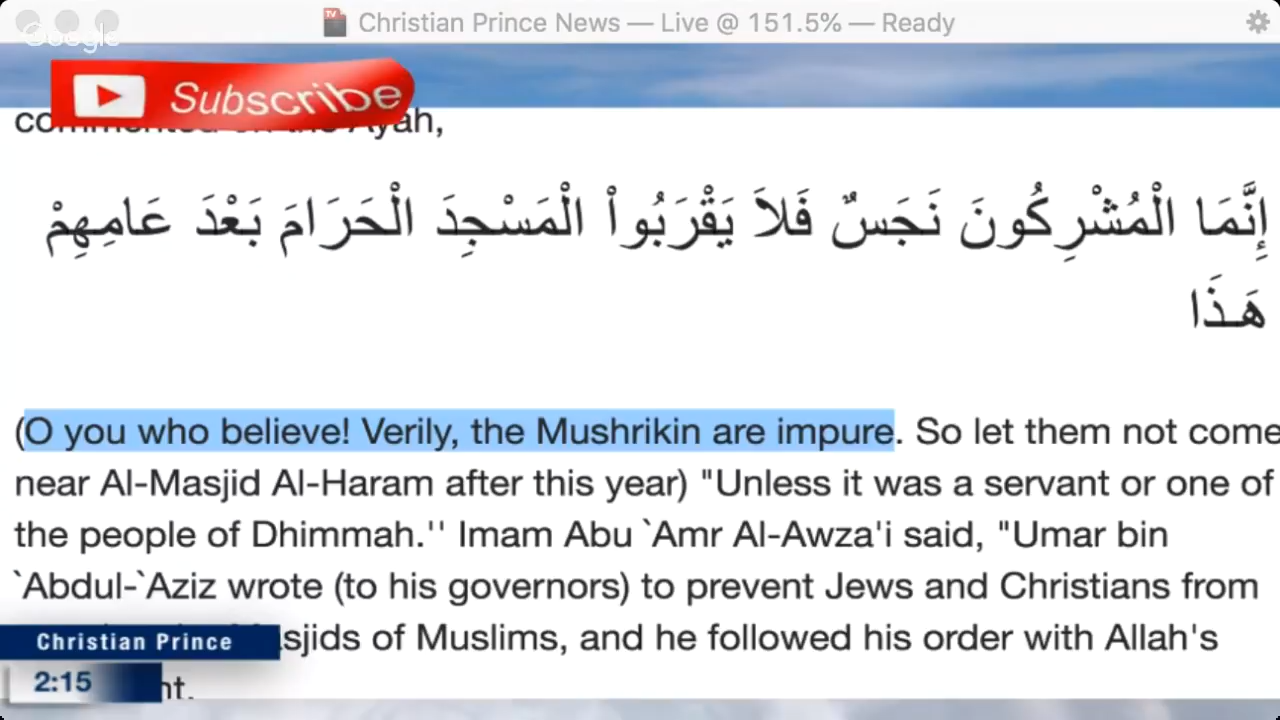 Christian Prince News — Live @ 151.5% — Ready
Google
Subscribe
Ayah,
إِنَّمَا الْمُشْرِكُونَ نَجَسٌ فَلاَ يَقْرَبُواْ الْمَسْجِدَ الْحَرَامَ بَعْدَ عَامِهِمْ
هَـذَا
(O you who believe! Verily, the Mushrikin are impure. So let them not come
near Al-Masjid Al-Haram after this year) "Unless it was a servant or one of
the people of Dhimmah.'' Imam Abu `Amr Al-Awza'i said, "Umar bin
`Abdul-`Aziz wrote (to his governors) to prevent Jews and Christians from
Christian Prince
of Muslims, and he followed his order with Allah's
2:15